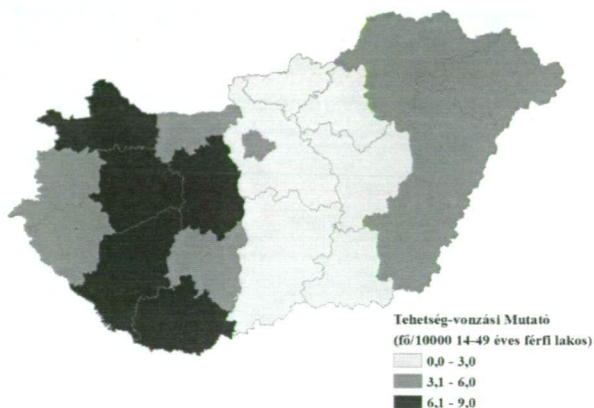 Tehetség-vonzási Mutató
(fő/10000 14-49 éves férfi lakos)
0,0 - 3,0
3,1 - 6,0
6,1 - 9,0